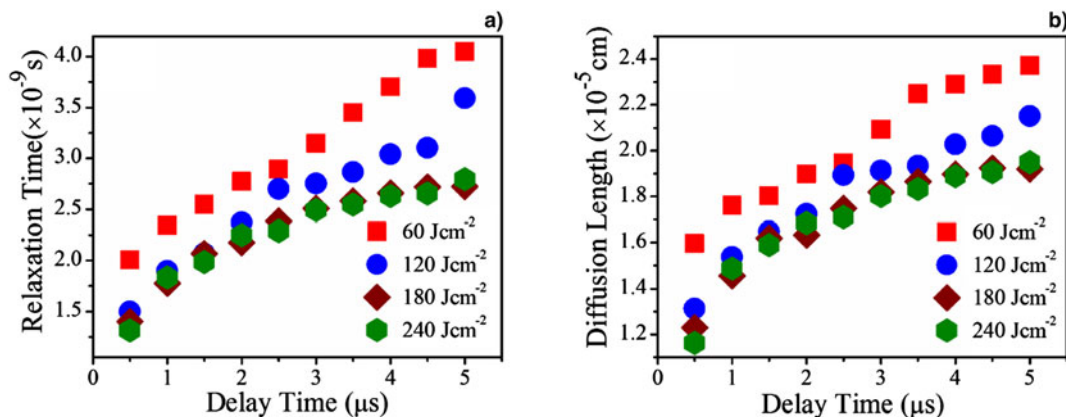 a)
Relaxation Time(×10⁻⁹ s)
4.0
3.5
3.0
2.5
2.0
1.5
60 Jcm⁻²
120 Jcm⁻²
180 Jcm⁻²
240 Jcm⁻²
0 1 2 3 4 5
Delay Time (μs)
b)
Diffusion Length (×10⁻⁵ cm)
2.4
2.2
2.0
1.8
1.6
1.4
1.2
60 Jcm⁻²
120 Jcm⁻²
180 Jcm⁻²
240 Jcm⁻²
0 1 2 3 4 5
Delay Time (μs)